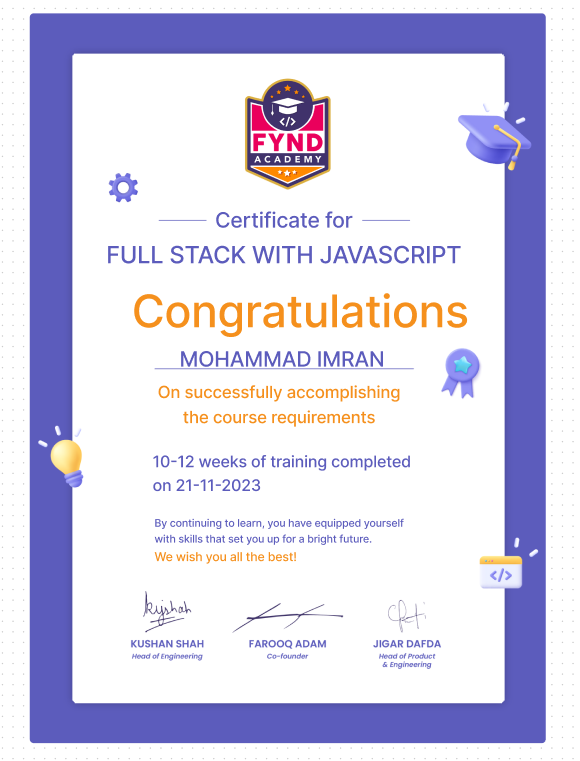 </>
FYND
ACADEMY
Certificate for
FULL STACK WITH JAVASCRIPT
Congratulations
MOHAMMAD IMRAN
On successfully accomplishing
the course requirements
10-12 weeks of training completed
on 21-11-2023
By continuing to learn, you have equipped yourself
with skills that set you up for a bright future.
We wish you all the best!
</>
KUSHAN SHAH
Head of Engineering
FAROOQ ADAM
Co-founder
JIGAR DAFDA
Head of Product
& Engineering